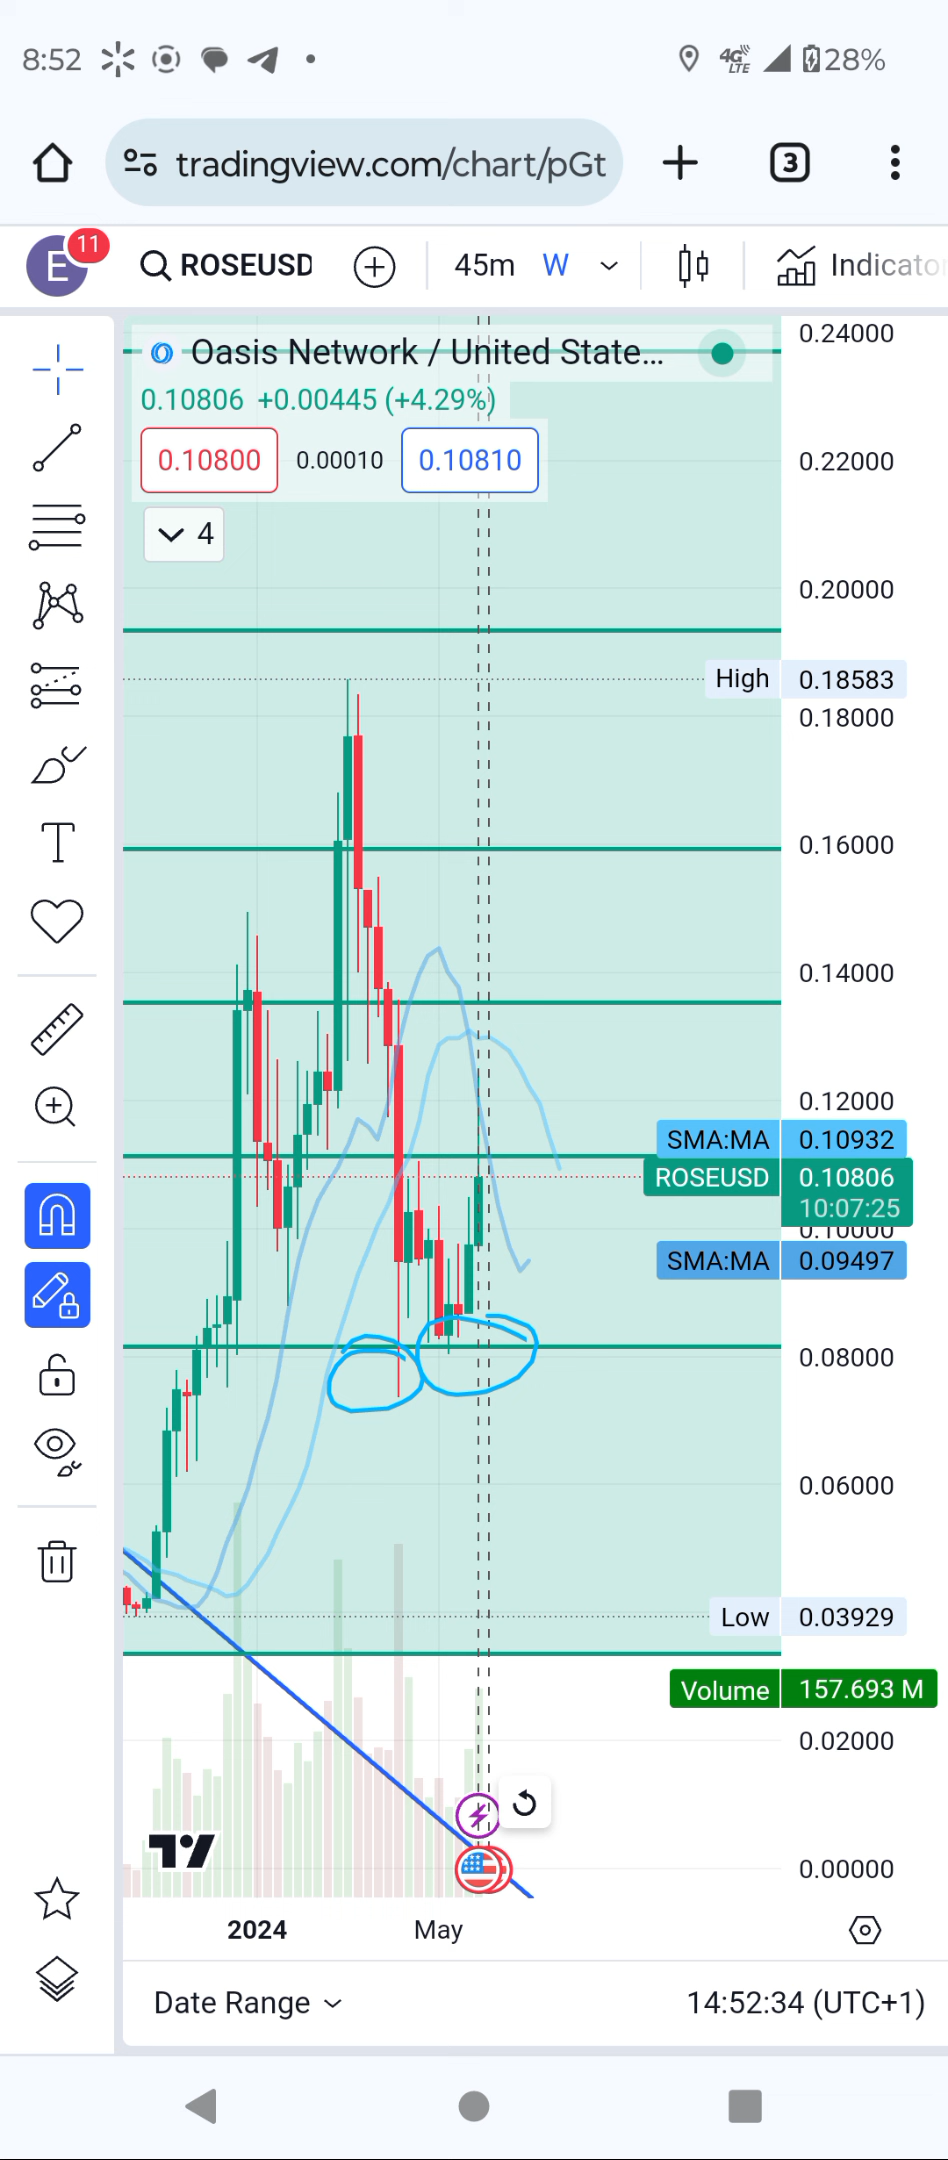 8:52 4G LTE 28%
tradingview.com/chart/pGt 3
E 11 ROSEUSD 45m W Indicato
Oasis Network / United State...
0.10806 +0.00445 (+4.29%)
0.10800 0.00010 0.10810
4
0.24000
0.22000
0.20000
High 0.18583
0.18000
0.16000
0.14000
0.12000
SMA:MA 0.10932
ROSEUSD 0.10806
10:07:25
0.10000
SMA:MA 0.09497
0.08000
0.06000
Low 0.03929
Volume 157.693 M
0.02000
0.00000
2024 May
Date Range 14:52:34 (UTC+1)